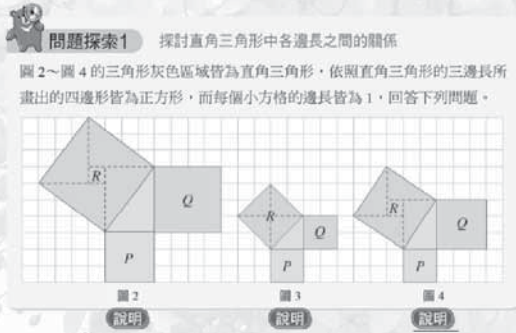 問題探索1 探討直角三角形中各邊長之間的關係
圖2～圖4的三角形灰色區域皆為直角三角形，依照直角三角形的三邊長所
畫出的四邊形皆為正方形，而每個小方格的邊長皆為1，回答下列問題。
R Q P
R Q P
R Q P
圖2 圖3 圖4
說明 說明 說明